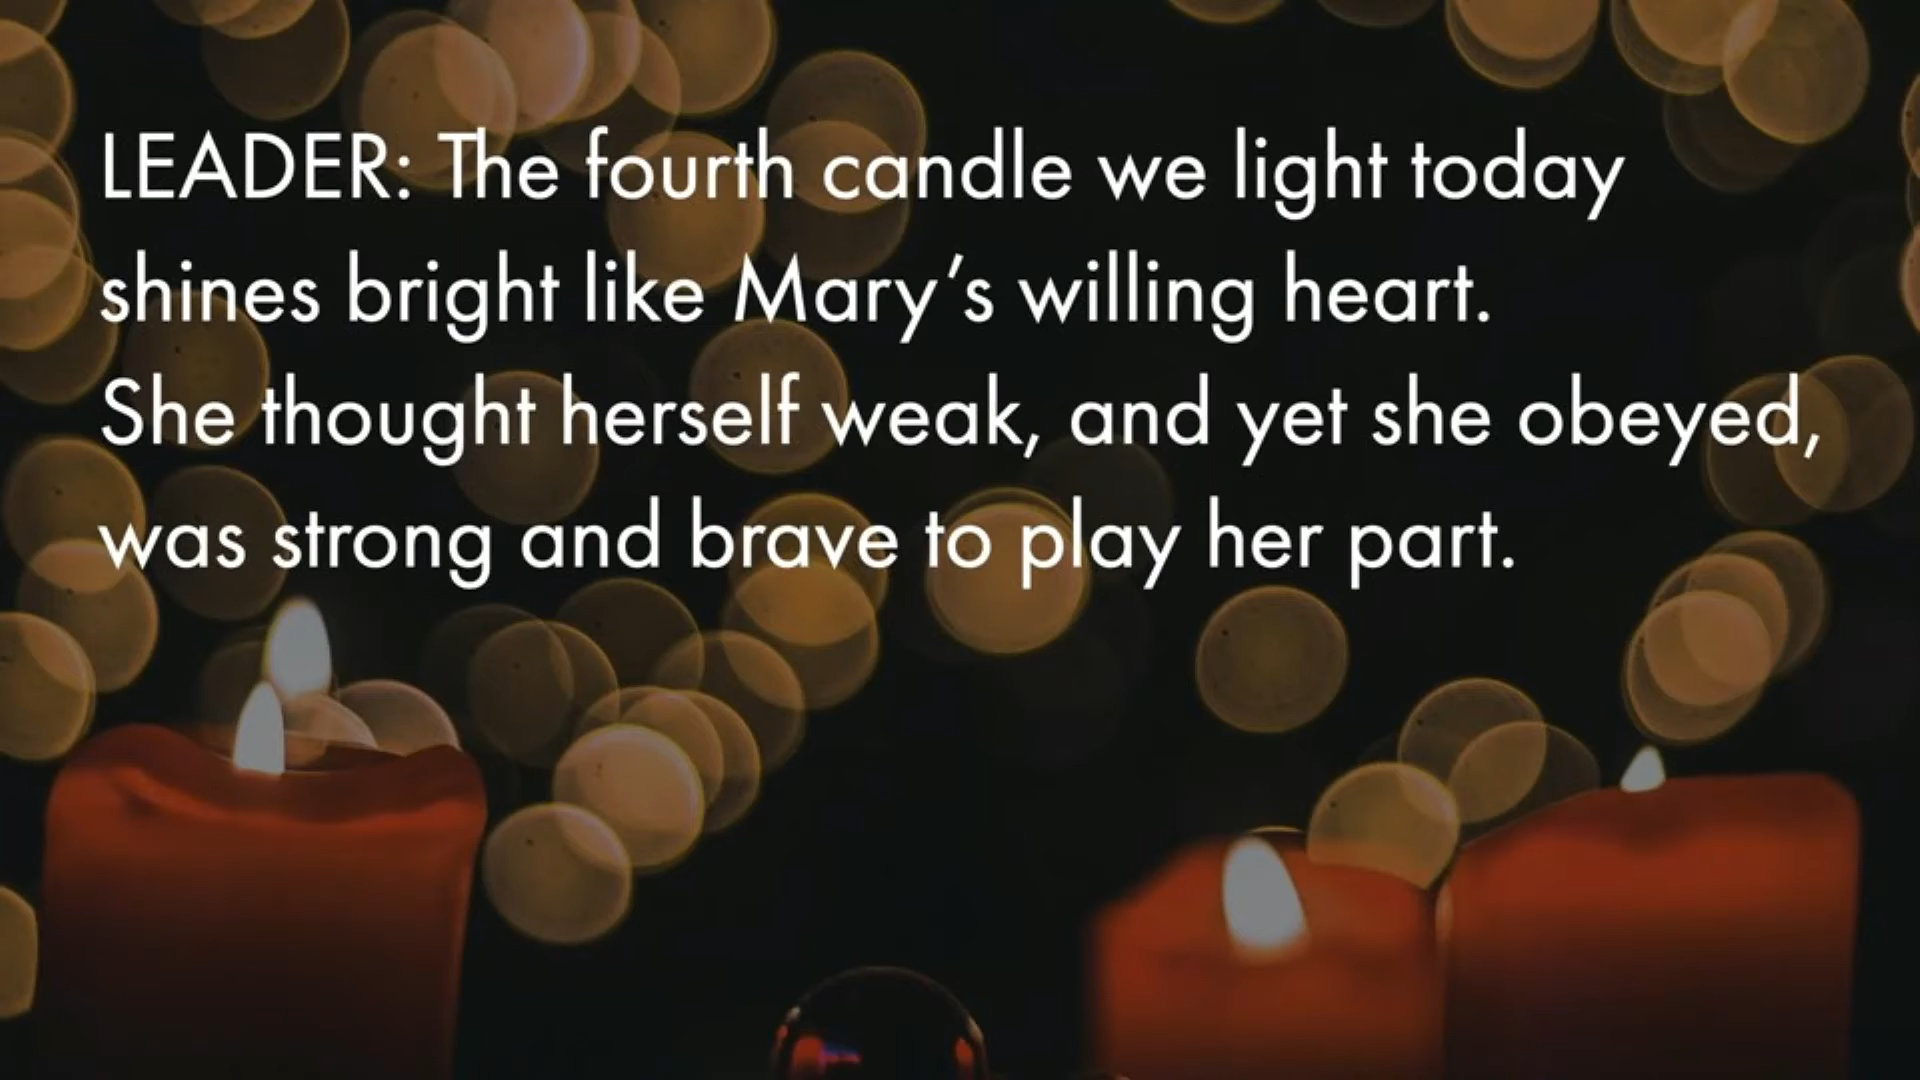 LEADER: The fourth candle we light today
shines bright like Mary’s willing heart.
She thought herself weak, and yet she obeyed,
was strong and brave to play her part.